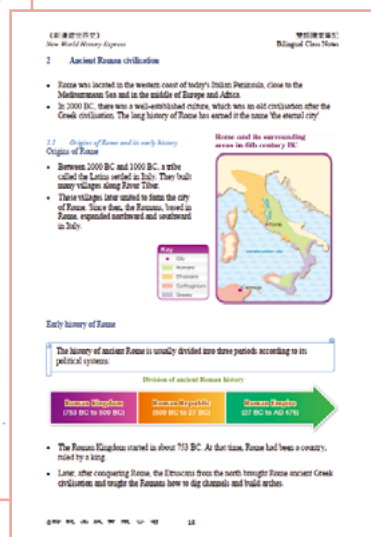 《新漫遊世界史》 雙語課堂筆記
New World History Express Bilingual Class Notes
2 Ancient Roman civilisation
• Rome was located in the western coast of today's Italian Peninsula, close to the
Mediterranean Sea and in the middle of Europe and Africa.
• In 2000 BC, there was a well-established culture, which was an old civilisation after the
Greek civilisation. The long history of Rome has earned it the name 'the eternal city'
2.1 Origins of Rome and its early history
Origins of Rome
• Between 2000 BC and 1000 BC, a tribe
called the Latins settled in Italy. They built
many villages along River Tiber.
• These villages later united to form the city
of Rome. Since then, the Romans, based in
Rome, expanded northward and southward
in Italy.
Rome and its surrounding
areas in 6th century BC
Rome
Carthage
Key
City
Romans
Etruscans
Carthaginians
Greeks
Early history of Rome
The history of ancient Rome is usually divided into three periods according to its
political systems:
Division of ancient Roman history
Roman Kingdom Roman Republic Roman Empire
(753 BC to 509 BC) (509 BC to 27 BC) (27 BC to AD 476)
• The Roman Kingdom started in about 753 BC. At that time, Rome had been a country,
ruled by a king.
• Later, after conquering Rome, the Etruscans from the north brought Rome ancient Greek
civilisation and taught the Romans how to dig channels and build arches.
16